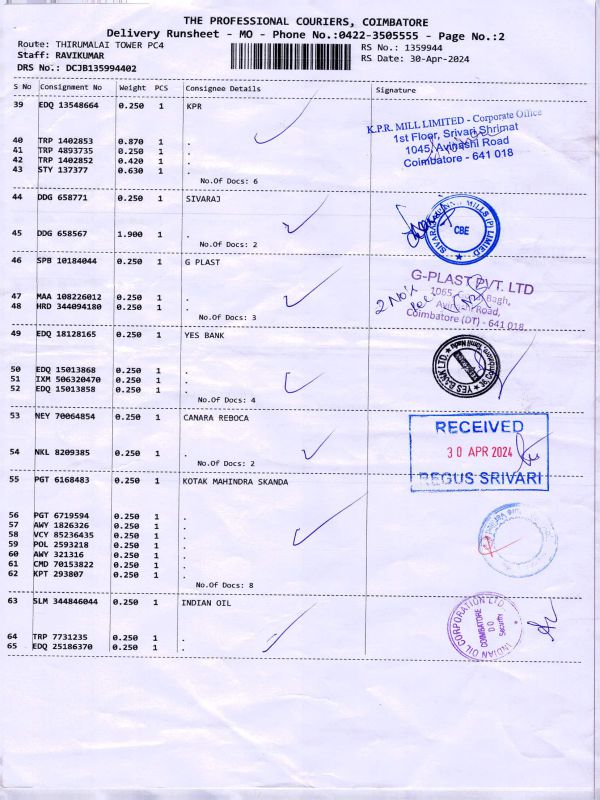 THE PROFESSIONAL COURIERS, COIMBATORE
Delivery Runsheet - MO - Phone No.:0422-3505555 - Page No.:2
Route: THIRUMALAI TOWER PC4
Staff: RAVIKUMAR
DRS No.: DCJB135994402
RS No.: 1359944
RS Date: 30-Apr-2024
S No Consignment No Weight PCS Consignee Details Signature
39 EDQ 13548664 0.250 1 KPR
40 TRP 1402853 0.870 1 .
41 TRP 4893735 0.250 1 .
42 TRP 1402852 0.420 1 .
43 STY 137377 0.630 1 .
No.Of Docs: 6
K.P.R. MILL LIMITED - Corporate Office
1st Floor, Srivari Shrimat
1045, Avinashi Road
Coimbatore - 641 018
44 DDG 658771 0.250 1 SIVARAJ
45 DDG 658567 1.900 1 .
No.Of Docs: 2
CBE
46 SPB 10184044 0.250 1 G PLAST
47 MAA 108226012 0.250 1 .
48 HRD 344094180 0.250 1 .
No.Of Docs: 3
G-PLAST PVT. LTD
1065, Bagh,
Avinashi Road,
Coimbatore (DT) - 641 018
2 No's
49 EDQ 18128165 0.250 1 YES BANK
50 EDQ 15013868 0.250 1 .
51 IXM 506320470 0.250 1 .
52 EDQ 15013858 0.250 1 .
No.Of Docs: 4
YES BANK LTD
53 NEY 70064854 0.250 1 CANARA REBOCA
54 NKL 8209385 0.250 1 .
No.Of Docs: 2
RECEIVED
30 APR 2024
REGUS SRIVARI
55 PGT 6168483 0.250 1 KOTAK MAHINDRA SKANDA
56 PGT 6719594 0.250 1 .
57 AWY 1826326 0.250 1 .
58 VCY 85236435 0.250 1 .
59 POL 2593218 0.250 1 .
60 AWY 321316 0.250 1 .
61 CMD 70153822 0.250 1 .
62 KPT 293807 0.250 1 .
No.Of Docs: 8
63 SLM 344846044 0.250 1 INDIAN OIL
64 TRP 7731235 0.250 1 .
65 EDQ 25186370 0.250 1 .
INDIAN OIL CORPORATION LTD
COIMBATORE
DO
Security